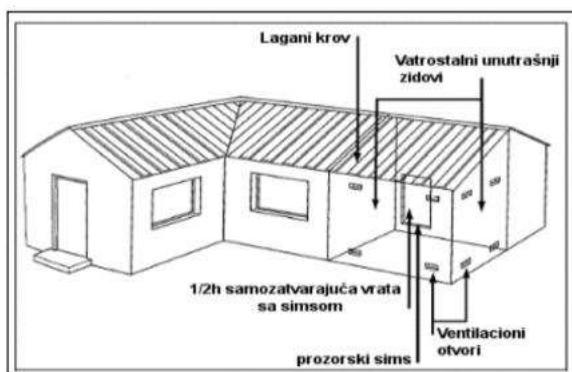 Lagani krov
Vatrostalni unutrašnji
zidovi
1/2h samozatvarajuća vrata
sa simsom
Ventilacioni
otvori
prozorski sims